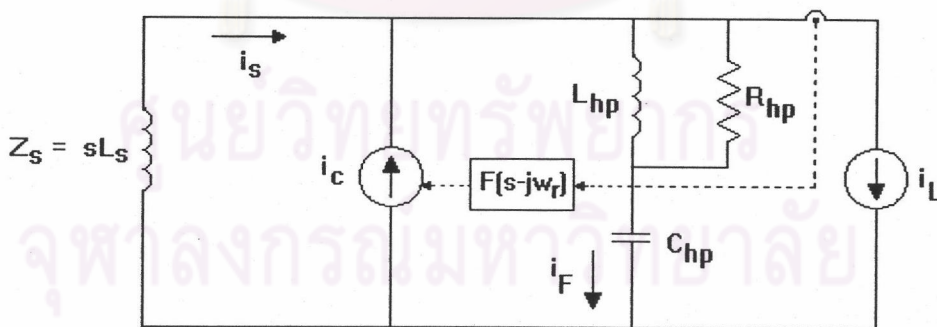 i_s
L_hp
R_hp
Z_s = sL_s
ศูนย์วิทยทรัพยากร
i_c
F(s-jw_r)
i_L
จุฬาลงกรณ์มหาวิทยาลัย
C_hp
i_F